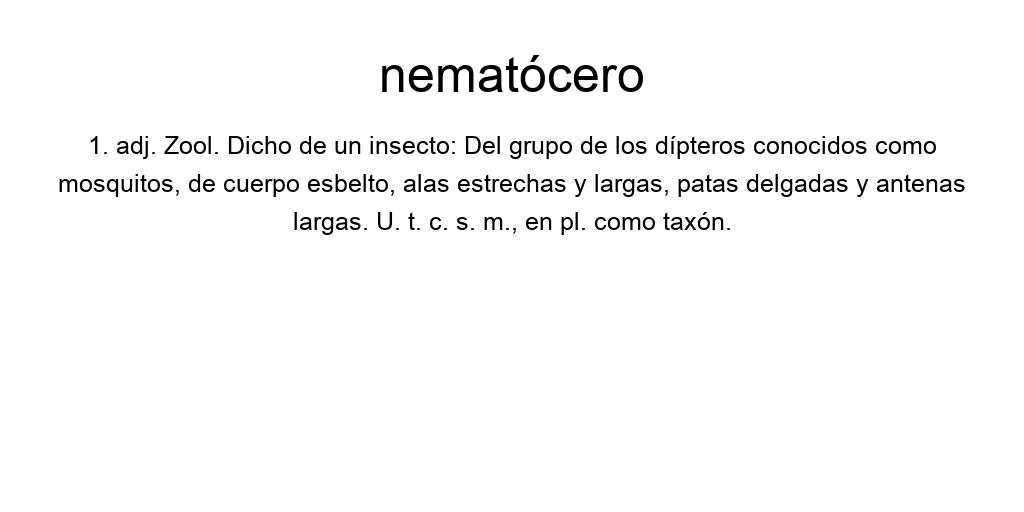 nematócero
1. adj. Zool. Dicho de un insecto: Del grupo de los dípteros conocidos como
mosquitos, de cuerpo esbelto, alas estrechas y largas, patas delgadas y antenas
largas. U. t. c. s. m., en pl. como taxón.